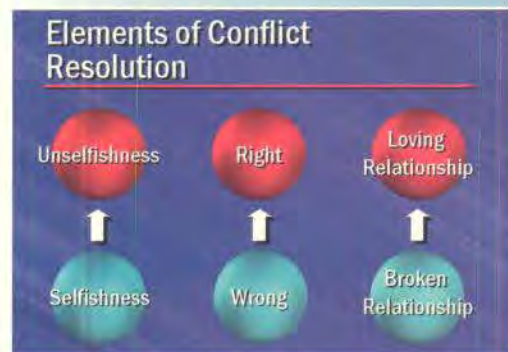 Elements of Conflict
Resolution
Unselfishness
Right
Loving
Relationship
Selfishness
Wrong
Broken
Relationship